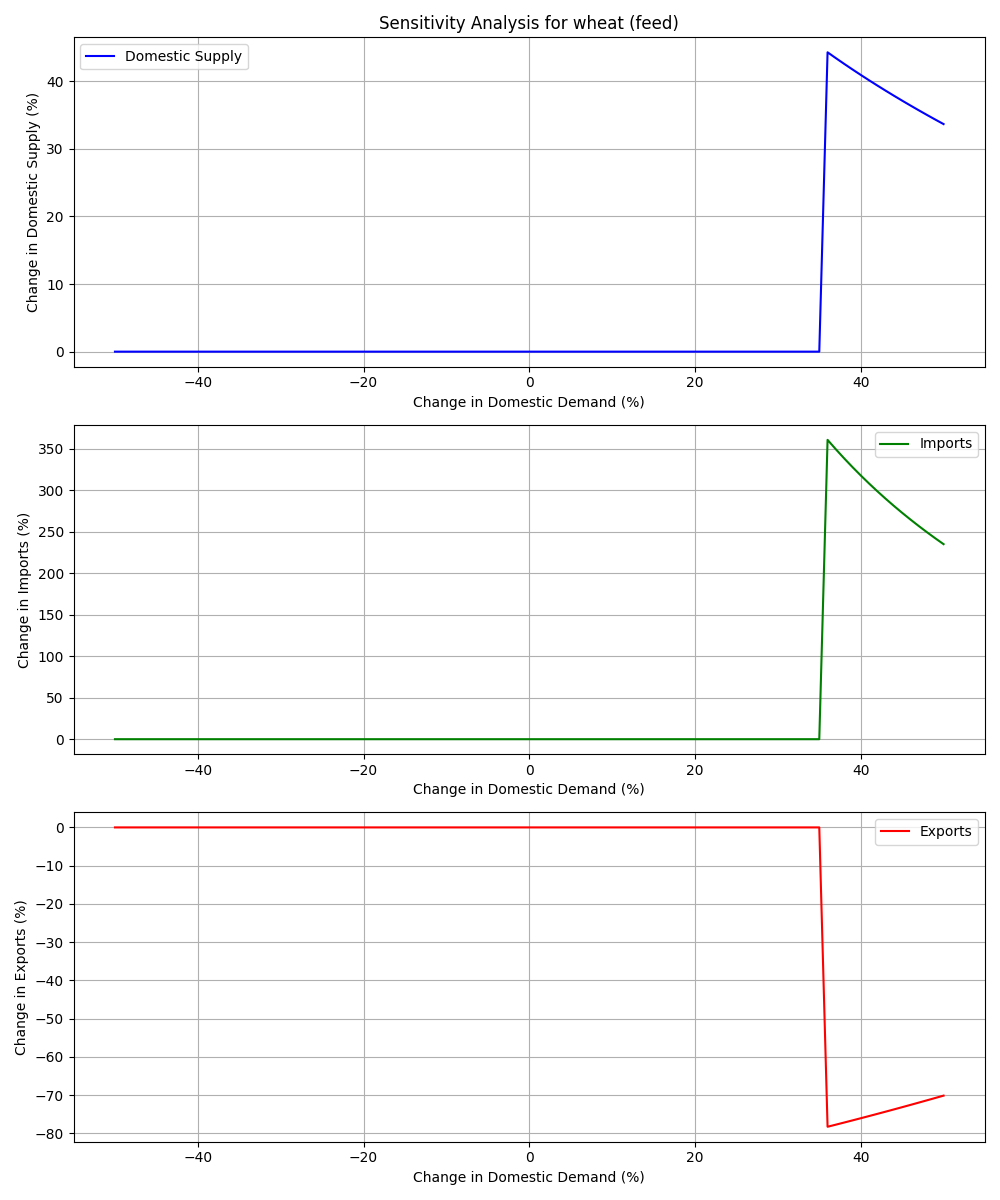 Sensitivity Analysis for wheat (feed)
Domestic Supply
Change in Domestic Supply (%)
40
30
20
10
0
−40 −20 0 20 40
Change in Domestic Demand (%)
Imports
Change in Imports (%)
350
300
250
200
150
100
50
0
−40 −20 0 20 40
Change in Domestic Demand (%)
Exports
Change in Exports (%)
0
−10
−20
−30
−40
−50
−60
−70
−80
−40 −20 0 20 40
Change in Domestic Demand (%)